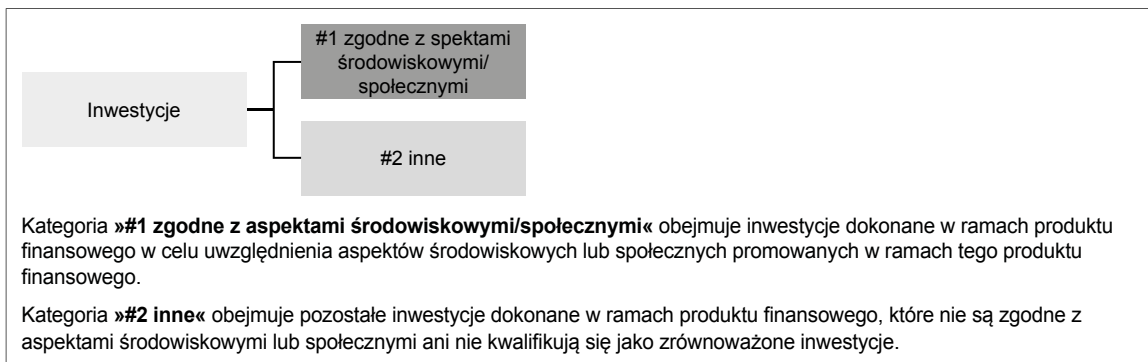 #1 zgodne z spektami
środowiskowymi/
społecznymi
Inwestycje
#2 inne
Kategoria »#1 zgodne z aspektami środowiskowymi/społecznymi« obejmuje inwestycje dokonane w ramach produktu
finansowego w celu uwzględnienia aspektów środowiskowych lub społecznych promowanych w ramach tego produktu
finansowego.
Kategoria »#2 inne« obejmuje pozostałe inwestycje dokonane w ramach produktu finansowego, które nie są zgodne z
aspektami środowiskowymi lub społecznymi ani nie kwalifikują się jako zrównoważone inwestycje.